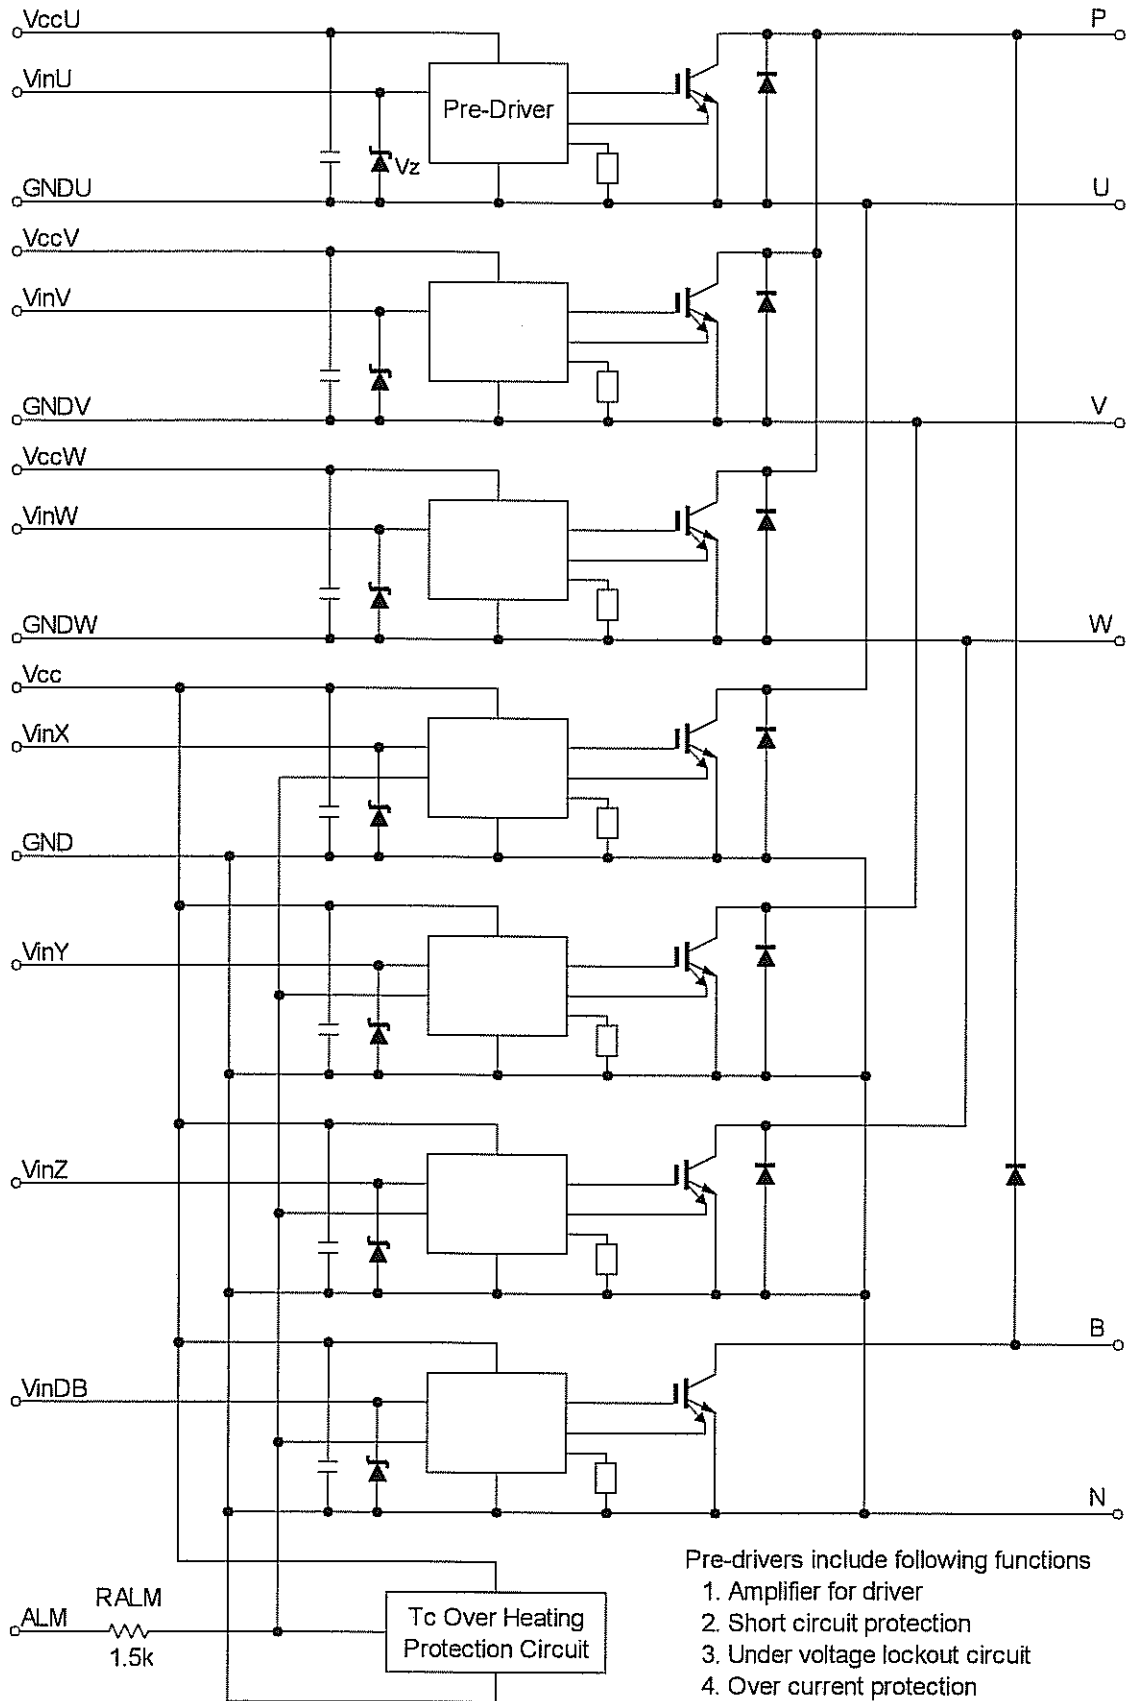 VccU
P
VinU
Pre-Driver
Vz
GNDU
U
VccV
VinV
GNDV
V
VccW
VinW
GNDW
W
Vcc
VinX
GND
VinY
VinZ
B
VinDB
N
Pre-drivers include following functions
1. Amplifier for driver
2. Short circuit protection
3. Under voltage lockout circuit
4. Over current protection
RALM
ALM
1.5k
Tc Over Heating
Protection Circuit